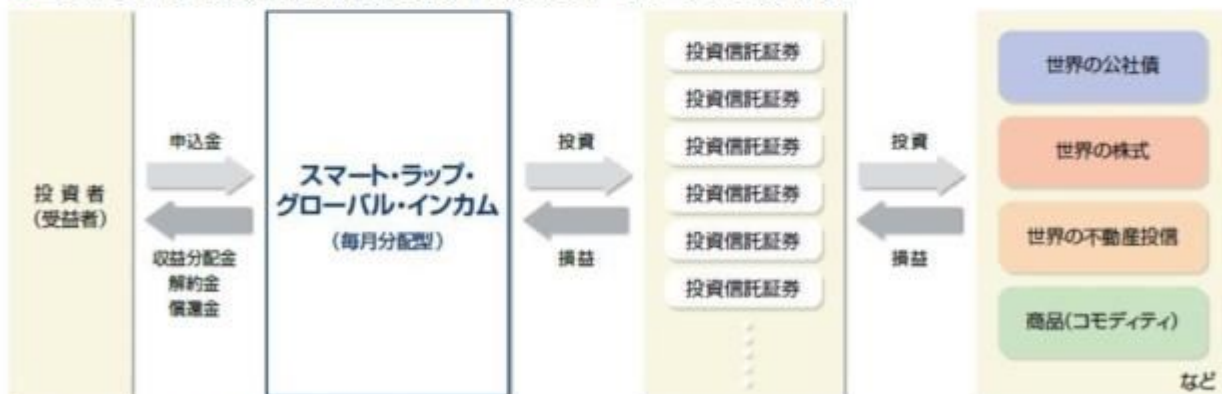 投資者
(受益者)
申込金
収益分配金
解約金
償還金
スマート・ラップ・
グローバル・インカム
(毎月分配型)
投資
損益
投資信託証券
投資信託証券
投資信託証券
投資信託証券
投資信託証券
投資信託証券
投資
損益
世界の公社債
世界の株式
世界の不動産投信
商品(コモディティ)
など